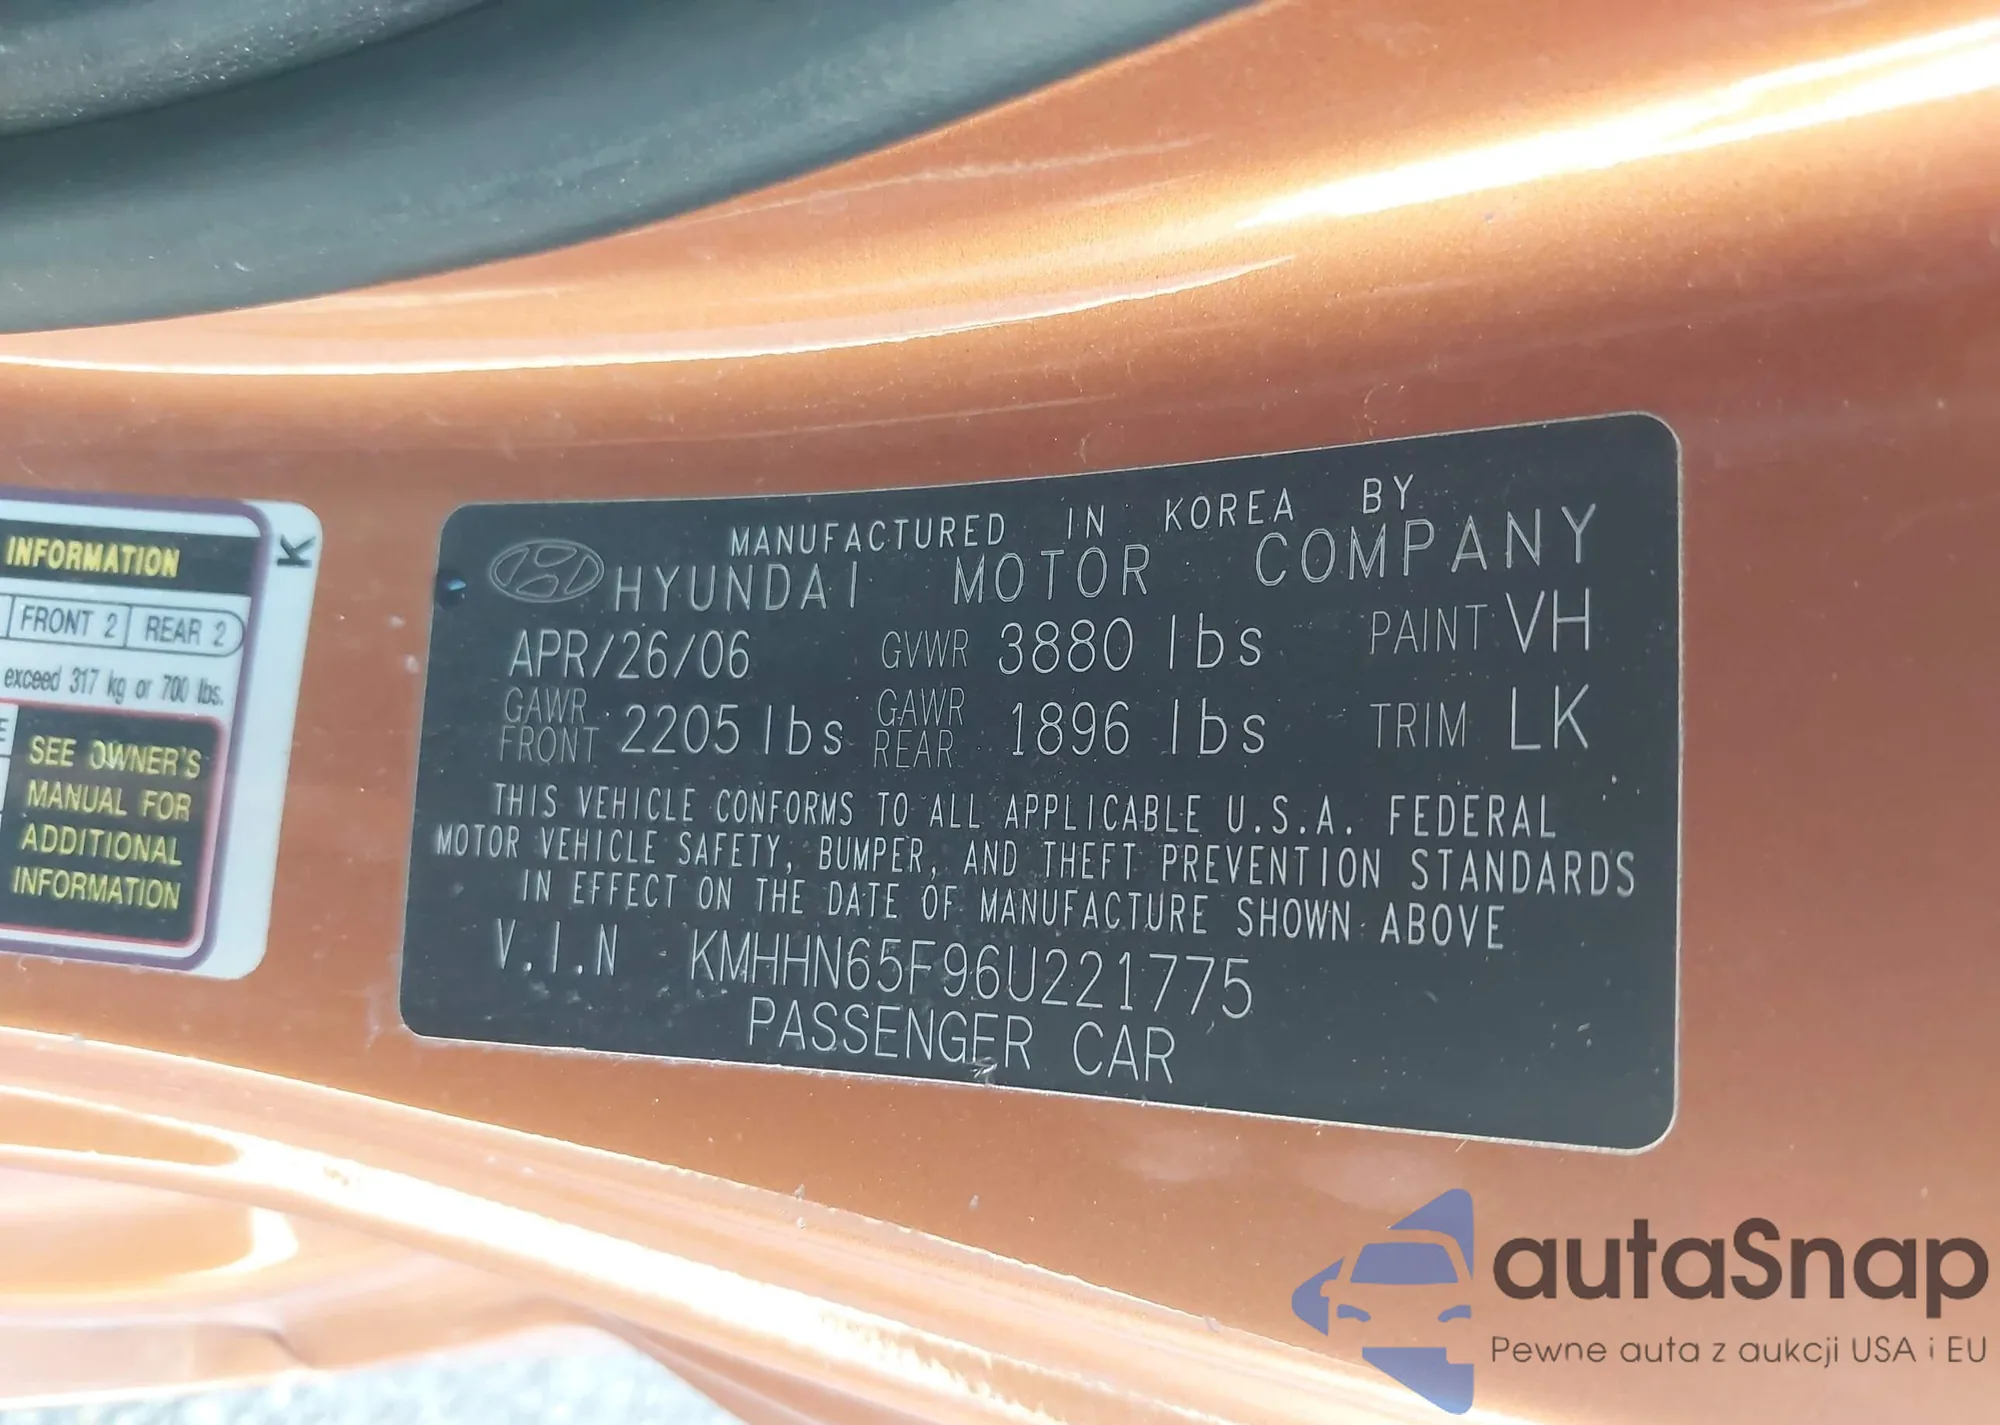 INFORMATION
FRONT 2 REAR 2
exceed 317 kg or 700 lbs.
SEE OWNER'S
MANUAL FOR
ADDITIONAL
INFORMATION
K
MANUFACTURED IN KOREA BY
HYUNDAI MOTOR COMPANY
APR/26/06 GVWR 3880 lbs PAINT VH
GAWR FRONT 2205 lbs GAWR REAR 1896 lbs TRIM LK
THIS VEHICLE CONFORMS TO ALL APPLICABLE U.S.A. FEDERAL
MOTOR VEHICLE SAFETY, BUMPER, AND THEFT PREVENTION STANDARDS
IN EFFECT ON THE DATE OF MANUFACTURE SHOWN ABOVE
V.I.N KMHHN65F96U221775
PASSENGER CAR
autaSnap
Pewne auta z aukcji USA i EU